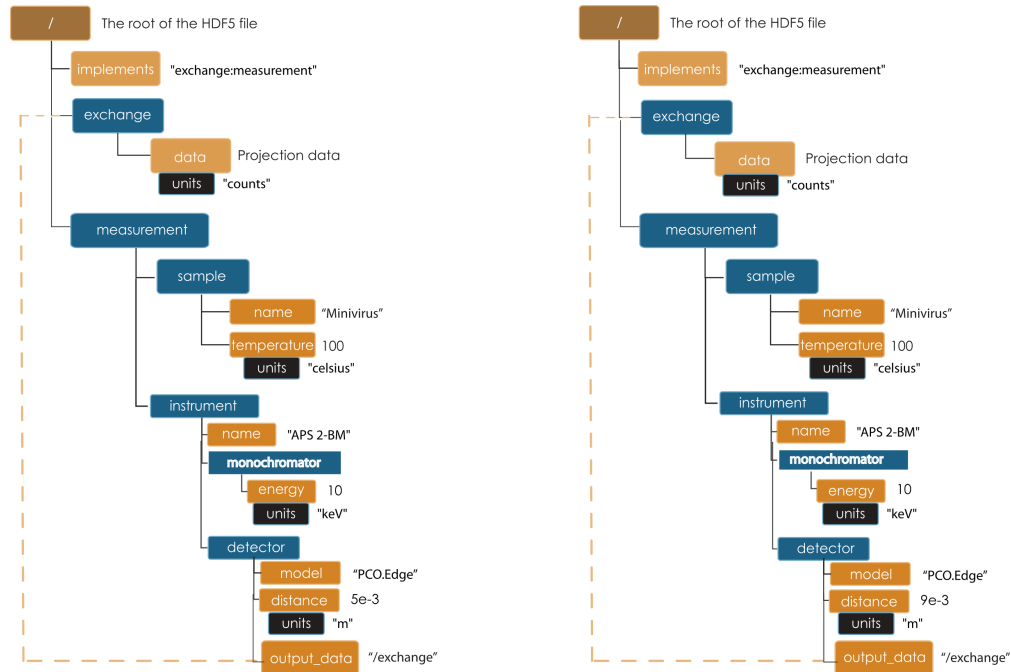 / The root of the HDF5 file
implements "exchange:measurement"
exchange
data Projection data
units "counts"
measurement
sample
name “Minivirus”
temperature 100
units "celsius"
instrument
name "APS 2-BM"
monochromator
energy 10
units "keV"
detector
model “PCO.Edge”
distance 5e-3
units "m"
output_data “/exchange”
/ The root of the HDF5 file
implements "exchange:measurement"
exchange
data Projection data
units "counts"
measurement
sample
name “Minivirus”
temperature 100
units "celsius"
instrument
name "APS 2-BM"
monochromator
energy 10
units "keV"
detector
model “PCO.Edge”
distance 9e-3
units "m"
output_data “/exchange”